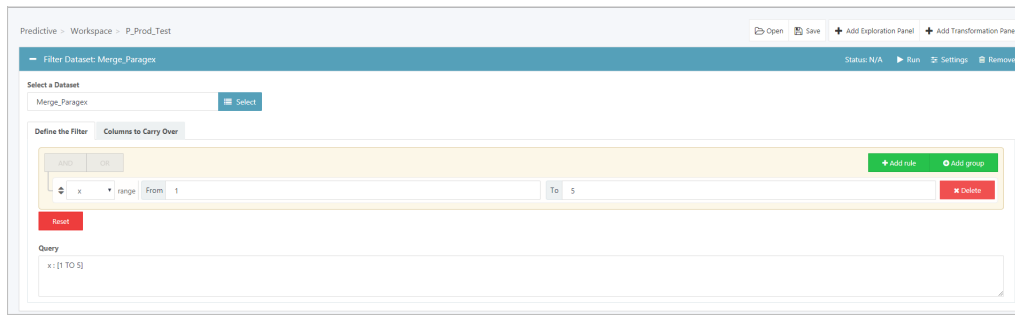 Predictive > Workspace > P_Prod_Test
Open Save + Add Exploration Panel + Add Transformation Pane
− Filter Dataset: Merge_Paragex Status: N/A Run Settings Remove
Select a Dataset
Merge_Paragex Select
Define the Filter Columns to Carry Over
AND OR + Add rule Add group
x range From 1 To 5 Delete
Reset
Query
x : [1 TO 5]